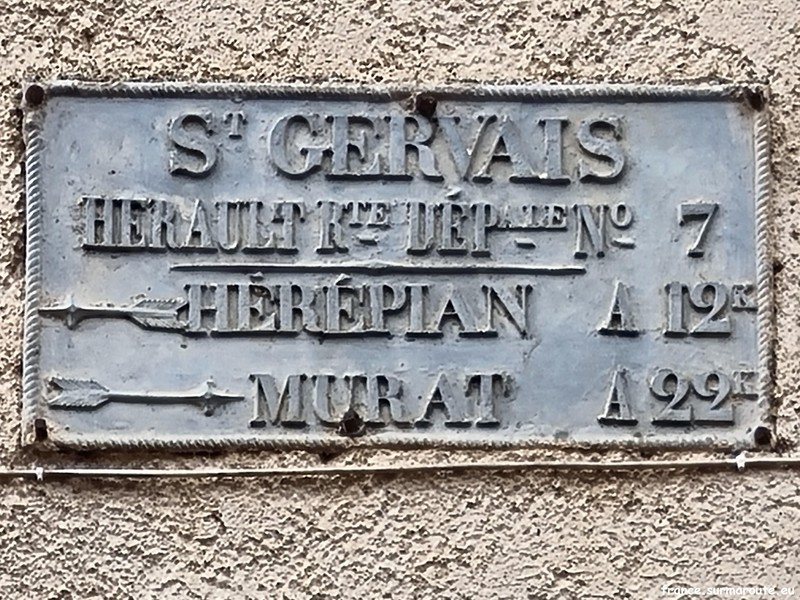 ST GERVAIS
HERAULT RTE DÉPALE NO 7
HÉRÉPIAN A 12K
MURAT A 22K
france.surmaroute.eu